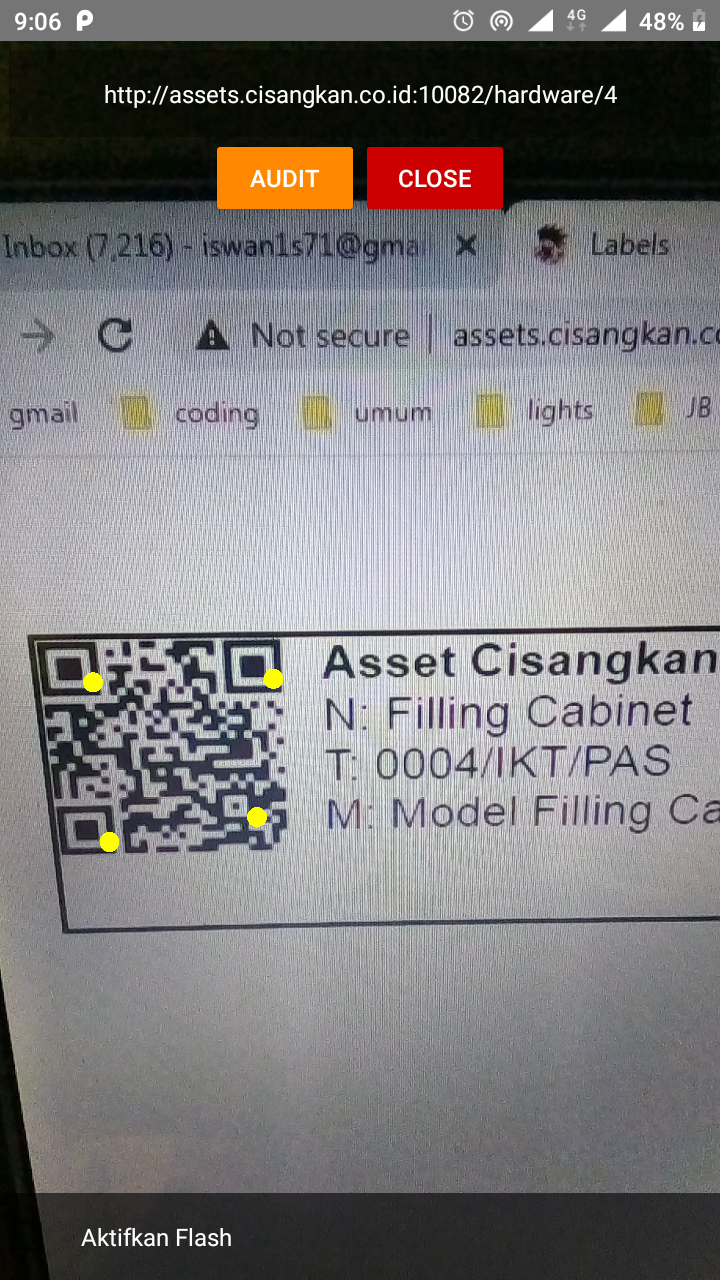 9:06 4G 48%
http://assets.cisangkan.co.id:10082/hardware/4
AUDIT CLOSE
Inbox (7,216) - iswan1s71@gmai
Labels
Not secure | assets.cisangkan.co
gmail coding umum lights JB
Asset Cisangkan
N: Filling Cabinet
T: 0004/IKT/PAS
M: Model Filling Ca
Aktifkan Flash